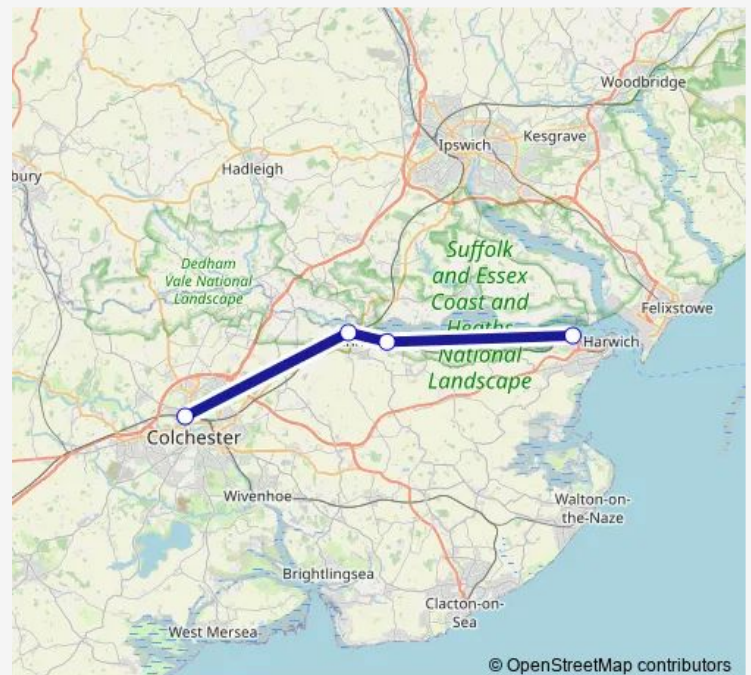 Woodbridge
Kesgrave
Ipswich
bury
Hadleigh
Suffolk
and Essex
Coast and
Heaths
National
Landscape
Dedham
Vale National
Landscape
Felixstowe
Harwich
Colchester
Wivenhoe
Walton-on-
the-Naze
Brightlingsea
Clacton-on-
Sea
West Mersea
© OpenStreetMap contributors